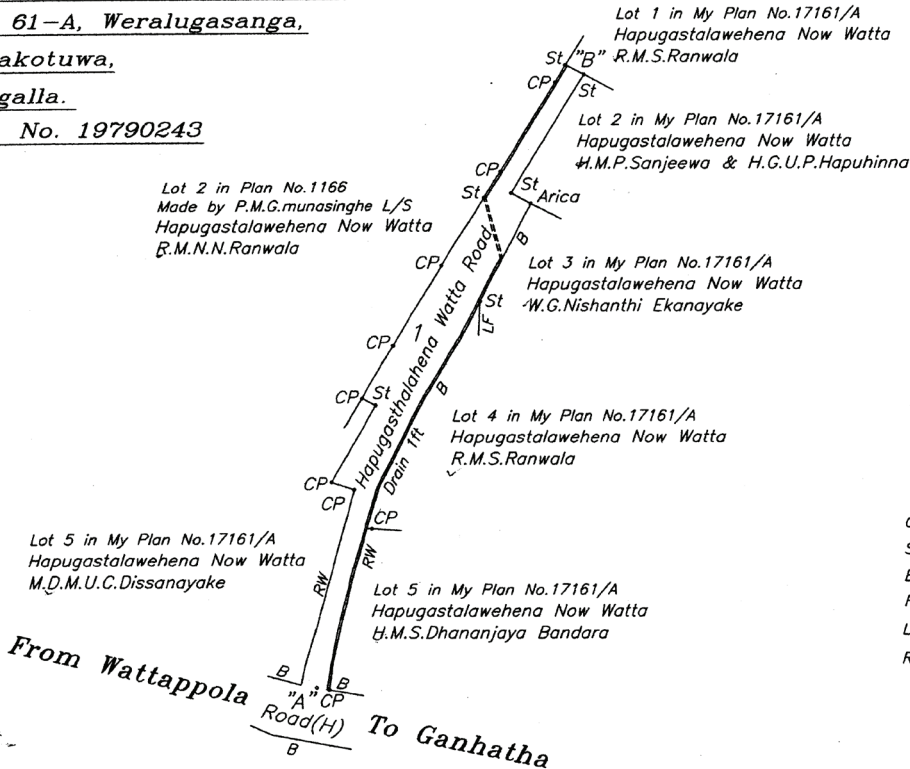 61-A, Weralugasanga,
akotuwa,
galla.
No. 19790243
Lot 1 in My Plan No.17161/A
Hapugastalawehena Now Watta
R.M.S.Ranwala
St "B"
CP
St
Lot 2 in My Plan No.17161/A
Hapugastalawehena Now Watta
H.M.P.Sanjeewa & H.G.U.P.Hapuhinna
CP
St
St
Arica
Lot 2 in Plan No.1166
Made by P.M.G.munasinghe L/S
Hapugastalawehena Now Watta
R.M.N.N.Ranwala
B
CP
Lot 3 in My Plan No.17161/A
Hapugastalawehena Now Watta
W.G.Nishanthi Ekanayake
St
LF
CP
1
Hapugasthalahena Watta Road
CP
St
B
Drain 1ft
Lot 4 in My Plan No.17161/A
Hapugastalawehena Now Watta
R.M.S.Ranwala
CP
CP
CP
Lot 5 in My Plan No.17161/A
Hapugastalawehena Now Watta
M.D.M.U.C.Dissanayake
RW
RW
Lot 5 in My Plan No.17161/A
Hapugastalawehena Now Watta
H.M.S.Dhananjaya Bandara
B
"A"
CP
B
From Wattappola
Road(H)
To Ganhatha
B